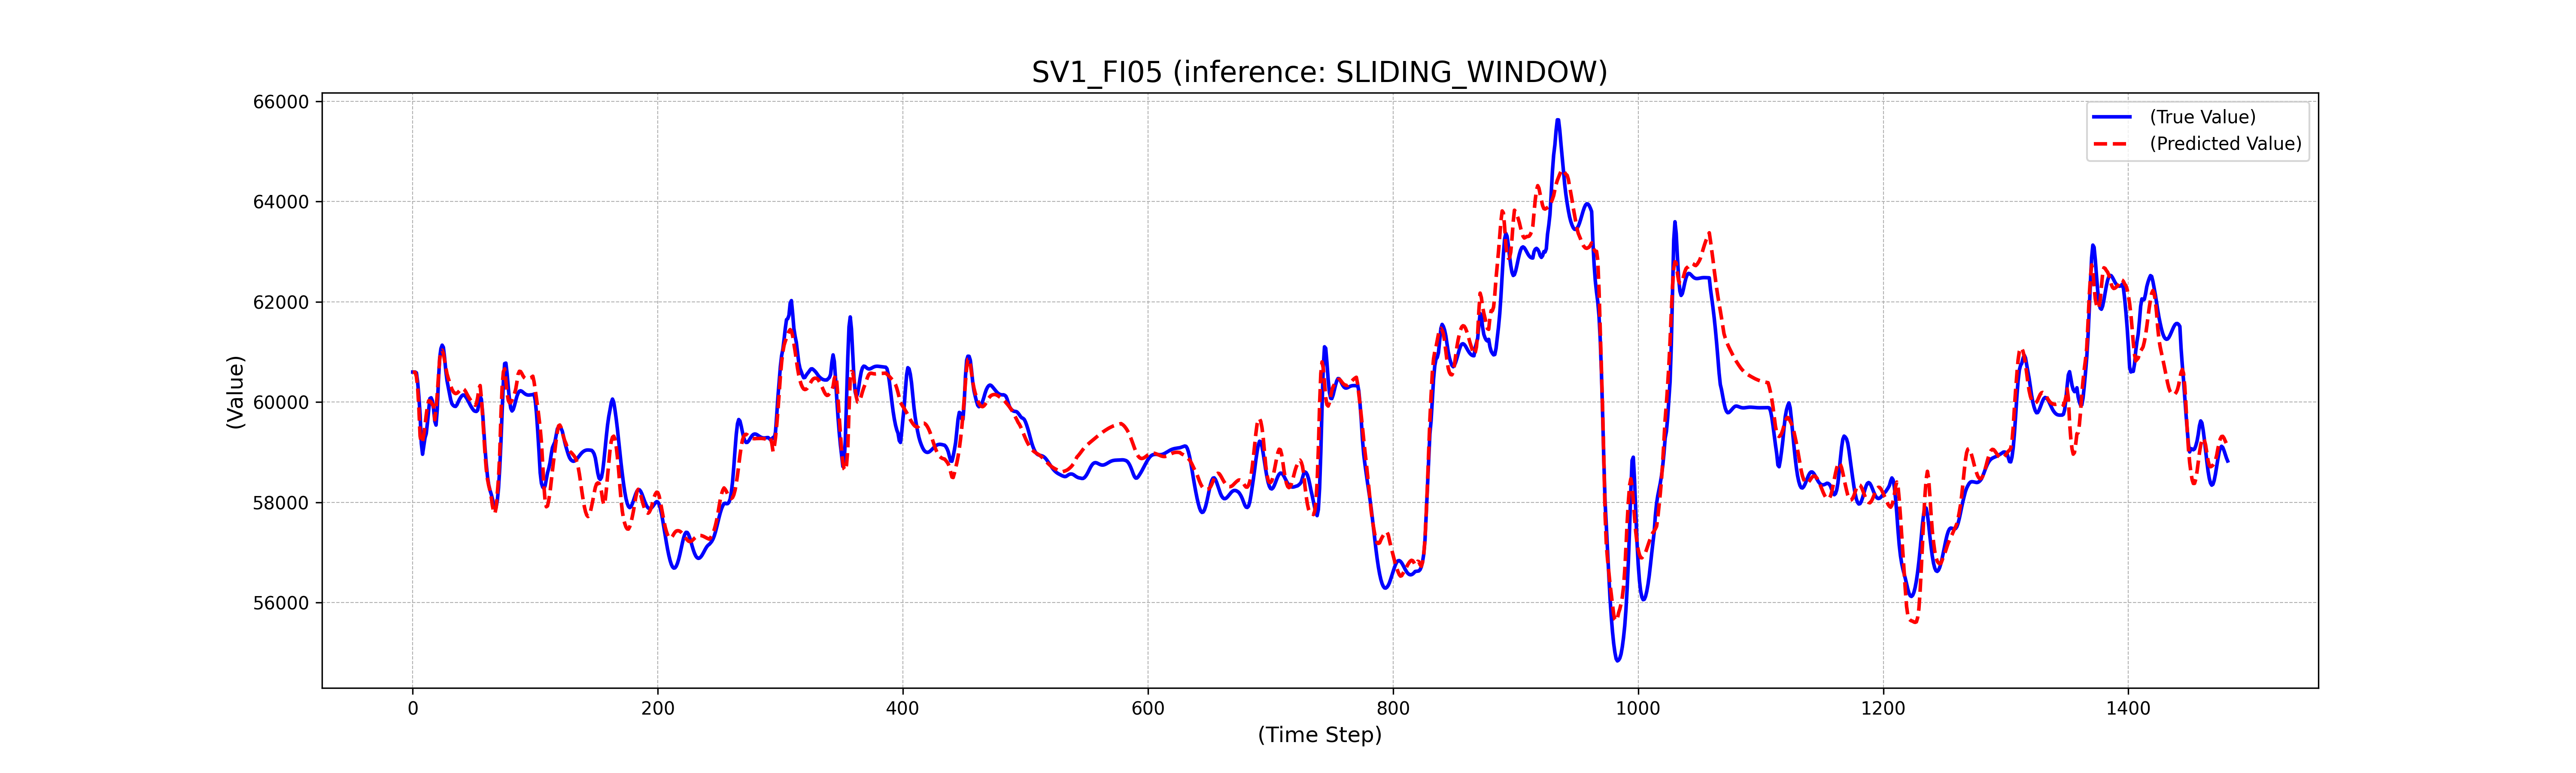 SV1_FI05 (inference: SLIDING_WINDOW)
66000
64000
62000
60000
58000
56000
(Value)
(True Value)
(Predicted Value)
0 200 400 600 800 1000 1200 1400
(Time Step)